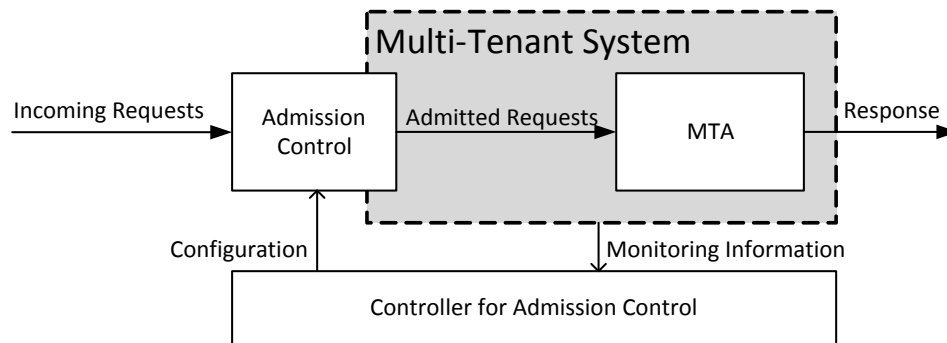 Multi-Tenant System
Incoming Requests
Admission
Control
Admitted Requests
MTA
Response
Configuration
Monitoring Information
Controller for Admission Control